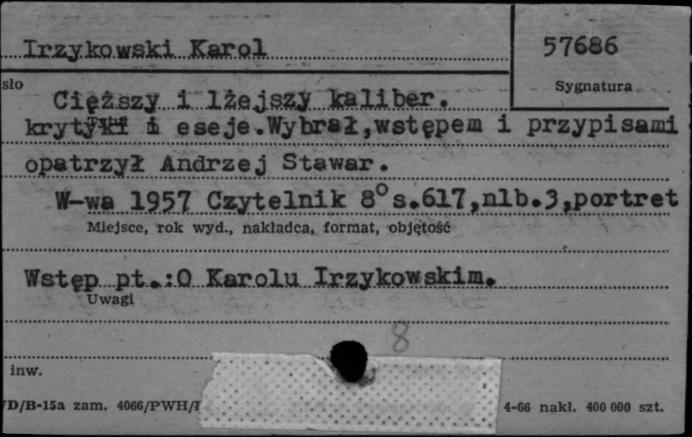 Irzykowski Karol
57686
sło
Sygnatura
Cięższy i lżejszy kaliber.
krytyki i eseje.Wybrał,wstępem i przypisami
opatrzył Andrzej Stawar.
W-wa 1957 Czytelnik 8° s.617,nlb.3,portret
Miejsce, rok wyd., nakładca, format, objętość
Wstęp pt.:O Karolu Irzykowskim.
Uwagi
8
inw.
D/B-15a zam. 4066/PWH/ 4-66 nakł. 400 000 szt.